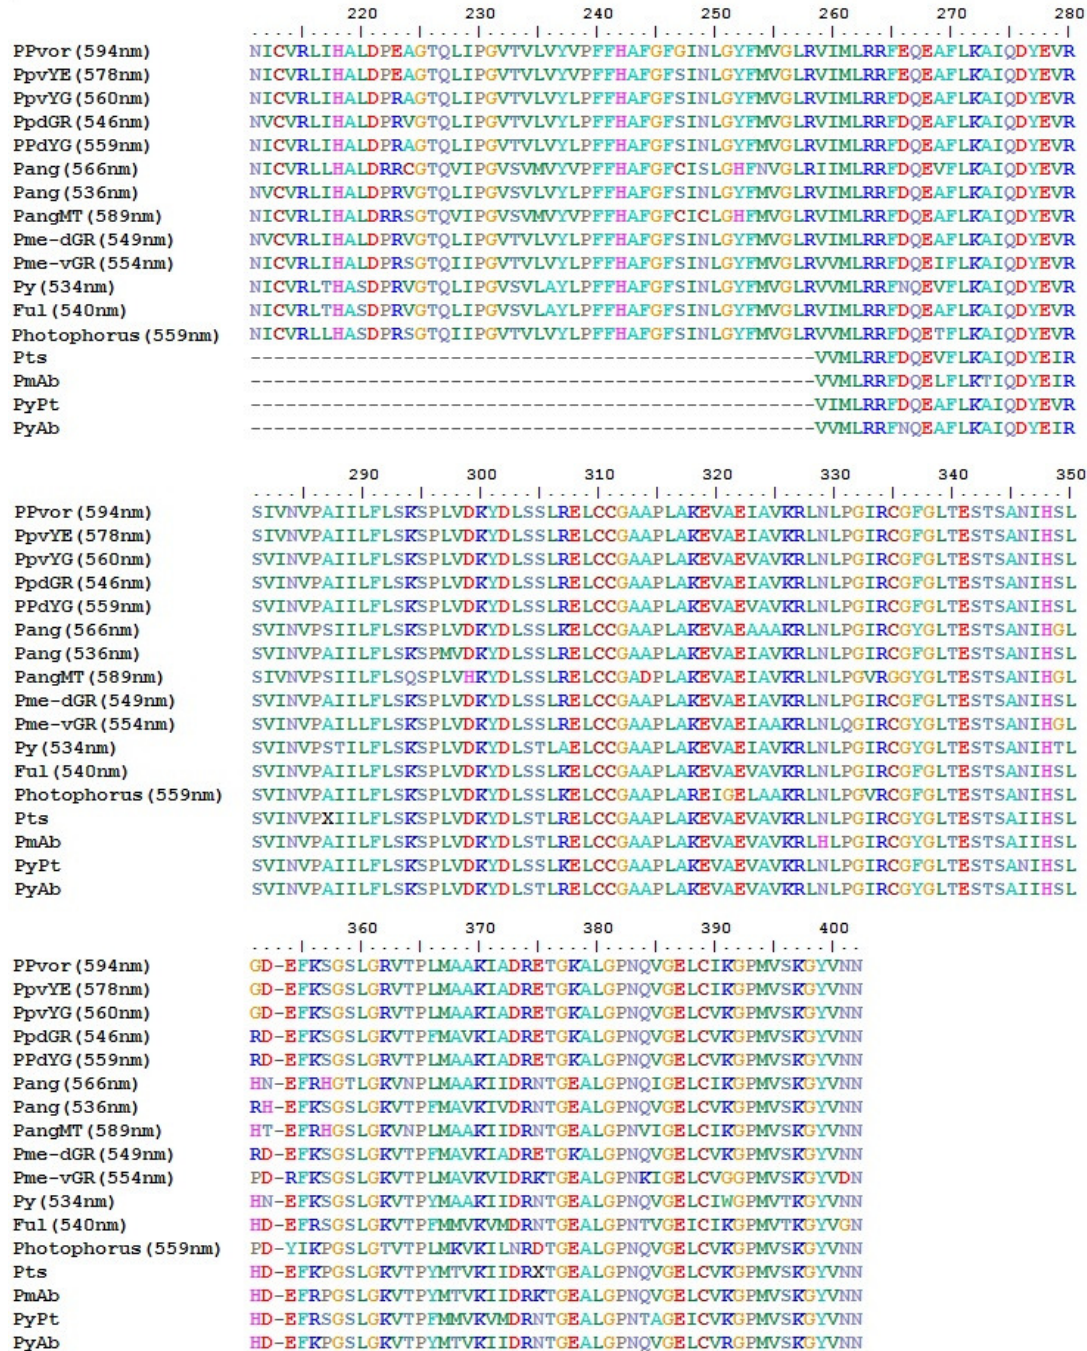 220 230 240 250 260 270 280
PPvor(594nm) NICVRLIHALDPEAGTQLIPGVTVLVYVPFFHAFGFGINLGYFMVGLRVIMLRRFEQEAFLKAIQDYEVR
PpvYE(578nm) NICVRLIHALDPEAGTQLIPGVTVLVYVPFFHAFGFSINLGYFMVGLRVIMLRRFEQEAFLKAIQDYEVR
PpvYG(560nm) NICVRLIHALDPRAGTQLIPGVTVLVYLPFFHAFGFSINLGYFMVGLRVIMLRRFDQEAFLKAIQDYEVR
PpdGR(546nm) NVCVRLIHALDPRVGTQLIPGVTVLVYLPFFHAFGFSINLGYFMVGLRVIMLRRFDQEAFLKAIQDYEVR
PPdYG(559nm) NICVRLIHALDPRAGTQLIPGVTVLVYLPFFHAFGFSINLGYFMVGLRVIMLRRFDQEAFLKAIQDYEVR
Pang(566nm) NICVRLLHALDRRCGTQVIPGVSVMVYVPFFHAFGFCISLGHFNVGLRIIMLRRFDQEVFLKAIQDYEVR
Pang(536nm) NVCVRLIHALDPRVGTQLIPGVTVLVYLPFFHAFGFSINLGYFMVGLRVIMLRRFDQEAFLKAIQDYEVR
PangMT(589nm) NICVRLIHALDRRSGTQVIPGVSVMVYVPFFHAFGFCICLGHFMVGLRVIMLRRFDQEAFLKAIQDYEVR
Pme-dGR(549nm) NVCVRLIHALDPRVGTQLIPGVTVLVYLPFFHAFGFSINLGYFMVGLRVIMLRRFDQEAFLKAIQDYEVR
Pme-vGR(554nm) NICVRLIHALDPRSGTQIIPGVTVLVYLPFFHAFGFSINLGYFMVGLRVVMLRRFDQEIFLKAIQDYEVR
Py(534nm) NICVRLTHASDPRVGTQLIPGVSVLAYLPFFHAFGFSINLGYFMVGLRVVMLRRFNQEVFLKAIQDYEVR
Ful(540nm) NICVRLTHASDPRVGTQLIPGVSVLAYLPFFHAFGFSINLGYFMVGLRVIMLRRFDQEAFLKAIQDYEVR
Photophorus(559nm) NICVRLLHASDPRSGTQIIPGVTVLVYLPFFHAFGFSINLGYFMVGLRVVMLRRFDQETFLKAIQDYEVR
Pts ------------------------------------------------VVMLRRFDQEVFLKAIQDYEIR
PmAb ------------------------------------------------VVMLRRFDQELFLKTIQDYEIR
PyPt ------------------------------------------------VIMLRRFDQEAFLKAIQDYEVR
PyAb ------------------------------------------------VVMLRRFNQEAFLKAIQDYEIR
290 300 310 320 330 340 350
PPvor(594nm) SIVNVPAIILFLSKSPLVDKYDLSSLRELCCGAAPLAKEVAEIAVKRLNLPGIRCGFGLTESTSANIHSL
PpvYE(578nm) SIVNVPAIILFLSKSPLVDKYDLSSLRELCCGAAPLAKEVAEIAVKRLNLPGIRCGFGLTESTSANIHSL
PpvYG(560nm) SVINVPAIILFLSKSPLVDKYDLSSLRELCCGAAPLAKEVAEVAVKRLNLPGIRCGFGLTESTSANIHSL
PpdGR(546nm) SVINVPAIILFLSKSPLVDKYDLSSLRELCCGAAPLAKEVAEIAVKRLNLPGIRCGFGLTESTSANIHSL
PPdYG(559nm) SVINVPAIILFLSKSPLVDKYDLSSLRELCCGAAPLAKEVAEVAVKRLNLPGIRCGFGLTESTSANIHSL
Pang(566nm) SVINVPSIILFLSKSPLVDKYDLSSLKELCCGAAPLAKEVAEAAAKRLNLPGIRCGYGLTESTSANIHGL
Pang(536nm) SVINVPAIILFLSKSPMVDKYDLSSLRELCCGAAPLAKEVAEIAVKRLNLPGIRCGFGLTESTSANIHSL
PangMT(589nm) SIVNVPSIILFLSQSPLVHKYDLSSLRELCCGADPLAKEVAEIAVKRLNLPGVRGGYGLTESTSANIHGL
Pme-dGR(549nm) SVINVPAIILFLSKSPLVDKYDLSSLRELCCGAAPLAKEVAEIAVKRLNLPGIRCGFGLTESTSANIHSL
Pme-vGR(554nm) SVINVPAILLFLSKSPLVDKYDLSSLRELCCGAAPLAKEVAEIAAKRLNLQGIRCGYGLTESTSANIHGL
Py(534nm) SVINVPSTILFLSKSPLVDKYDLSTLAELCCGAAPLAKEVAEIAVKRLNLPGIRCGYGLTESTSANIHTL
Ful(540nm) SVINVPAIILFLSKSPLVDKYDLSSLKELCCGAAPLAKEVAEVAVKRLNLPGIRCGFGLTESTSANIHSL
Photophorus(559nm) SVINVPAIILFLSKSPLVDKYDLSSLKELCCGAAPLAREIGELAAKRLNLPGVRCGFGLTESTSANIHSL
Pts SVINVPXIILFLSKSPLVDKYDLSTLRELCCGAAPLAKEVAEVAVKRLNLPGIRCGYGLTESTSAIIHSL
PmAb SVINVPAIILFLSKSPLVDKYDLSTLRELCCGAAPLAKEVAEVAVKRLHLPGIRCGYGLTESTSAIIHSL
PyPt SVINVPAIILFLSKSPLVDKYDLSSLKELCCGAAPLAKEVAEVAVKRLNLPGIRCGFGLTESTSANIHSL
PyAb SVINVPAIILFLSKSPLVDKYDLSTLRELCCGAAPLAKEVAEVAVKRLNLPGIRCGYGLTESTSAIIHSL
360 370 380 390 400
PPvor(594nm) GD-EFKSGSLGRVTPLMAAKIADRETGKALGPNQVGELCIKGPMVSKGYVNN
PpvYE(578nm) GD-EFKSGSLGRVTPLMAAKIADRETGKALGPNQVGELCIKGPMVSKGYVNN
PpvYG(560nm) GD-EFKSGSLGRVTPLMAAKIADRETGKALGPNQVGELCIKGPMVSKGYVNN
PpdGR(546nm) RD-EFKSGSLGKVTPFMAVKIADRETGKALGPNQVGELCVKGPMVSKGYVNN
PPdYG(559nm) RD-EFKSGSLGRVTPLMAAKIADRETGKALGPNQVGELCVKGPMVSKGYVNN
Pang(566nm) HN-EFRHGTLGKVNPLMAAKIIDRNTGEALGPNQIGELCVKGPMVSKGYVNN
Pang(536nm) RH-EFKSGSLGKVTPFMAVKIVDRNTGEALGPNQVGELCVKGPMVSKGYVNN
PangMT(589nm) HT-EFRHGSLGKVNPLMAAKIIDRNTGEALGPNVIGELCIKGPMVSKGYVNN
Pme-dGR(549nm) RD-EFKSGSLGKVTPFMAVKIADRETGKALGPNQVGELCVKGPMVSKGYVNN
Pme-vGR(554nm) PD-RFKSGSLGKVTPLMAVKVIDRKTGEALGPNKIGELCVGGPMVSKGYVDN
Py(534nm) HN-EFKSGSLGKVTPYMAAKIIDRNTGEALGPNQVGELCIWGPMVTKGYVNN
Ful(540nm) HD-EFRSGSLGKVTPFMMVKVMDRNTGEALGPNTVGEICIKGPMVTKGYVGN
Photophorus(559nm) PD-YIKPGSLGTVTPLMKVKILNRDTGEALGPNQVGELCVKGPMVSKGYVNN
Pts HD-EFKPGSLGKVTPYMTVKIIDRXTGEALGPNQVGELCVKGPMVSKGYVNN
PmAb HD-EFRPGSLGKVTPYMTVKIIDRKTGEALGPNQVGELCVKGPMVSKGYVNN
PyPt HD-EFRSGSLGKVTPFMMVKVMDRNTGEALGPNTAGEICVKGPMVSKGYVNN
PyAb HD-EFKPGSLGKVTPYMTVKIIDRNTGEALGPNQVGELCVRGPMVSKGYVNN